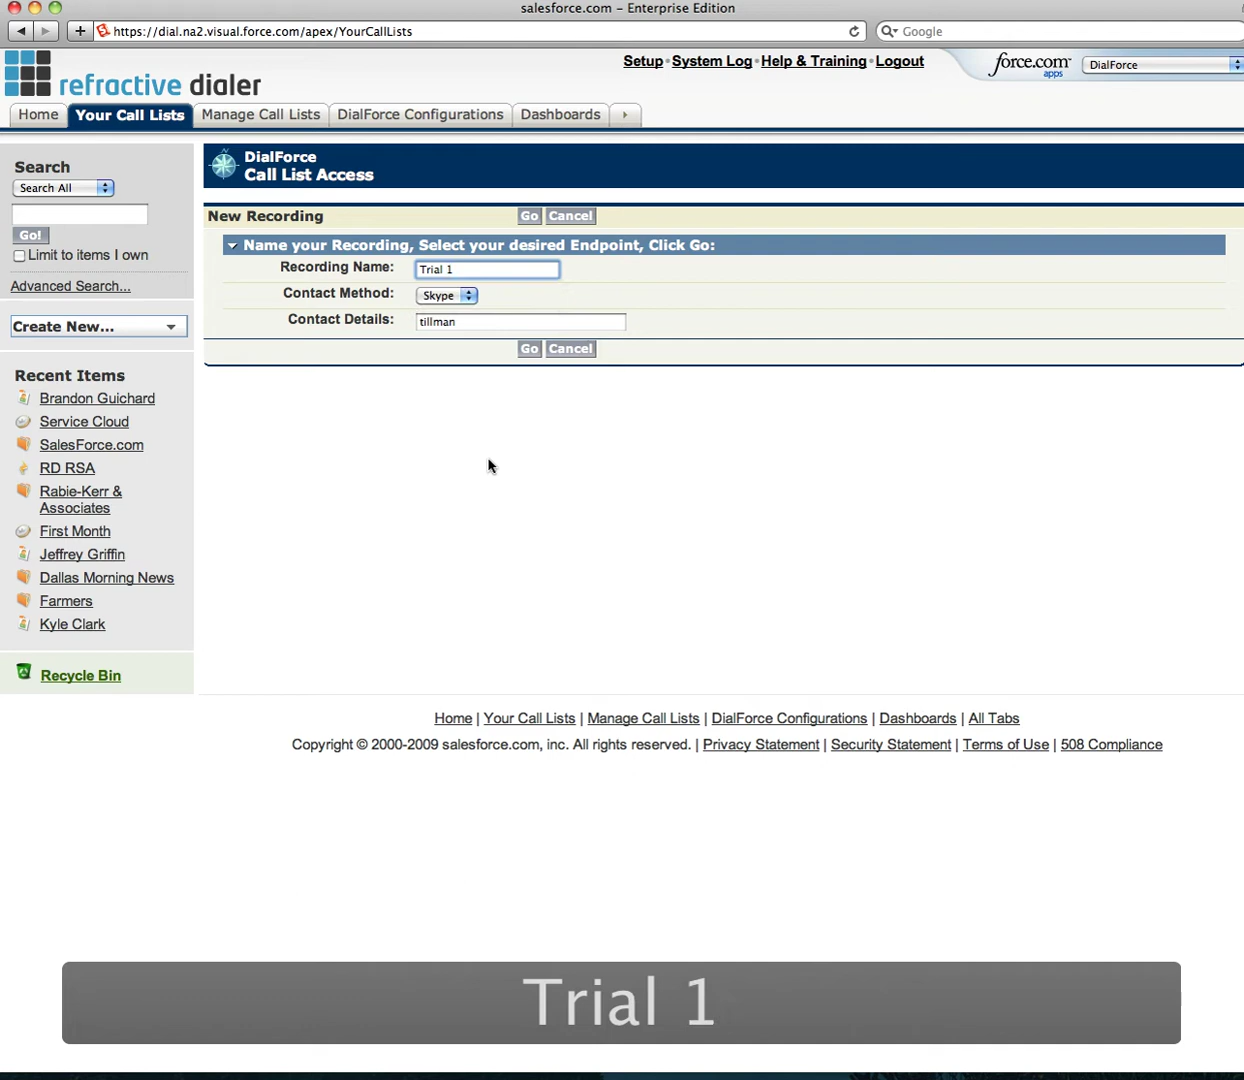 salesforce.com – Enterprise Edition
https://dial.na2.visual.force.com/apex/YourCallLists
Google
refractive dialer
Setup · System Log · Help & Training · Logout
force.com apps
DialForce
Home
Your Call Lists
Manage Call Lists
DialForce Configurations
Dashboards
Search
Search All
Go!
Limit to items I own
Advanced Search...
Create New...
Recent Items
Brandon Guichard
Service Cloud
SalesForce.com
RD RSA
Rabie-Kerr &
Associates
First Month
Jeffrey Griffin
Dallas Morning News
Farmers
Kyle Clark
Recycle Bin
DialForce
Call List Access
New Recording
Go Cancel
Name your Recording, Select your desired Endpoint, Click Go:
Recording Name: Trial 1
Contact Method: Skype
Contact Details: tillman
Go Cancel
Home | Your Call Lists | Manage Call Lists | DialForce Configurations | Dashboards | All Tabs
Copyright © 2000-2009 salesforce.com, inc. All rights reserved. | Privacy Statement | Security Statement | Terms of Use | 508 Compliance
Trial 1